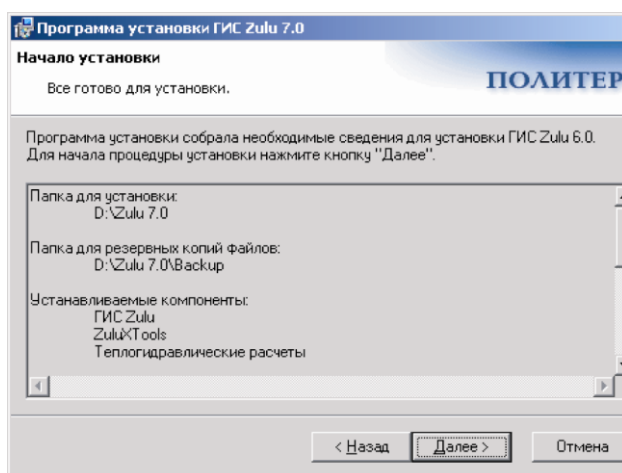 Программа установки ГИС Zulu 7.0
Начало установки
Все готово для установки.
ПОЛИТЕР
Программа установки собрала необходимые сведения для установки ГИС Zulu 6.0.
Для начала процедуры установки нажмите кнопку "Далее".
Папка для установки:
D:\Zulu 7.0
Папка для резервных копий файлов:
D:\Zulu 7.0\Backup
Устанавливаемые компоненты:
ГИС Zulu
ZuluXTools
Теплогидравлические расчеты
< Назад
Далее >
Отмена